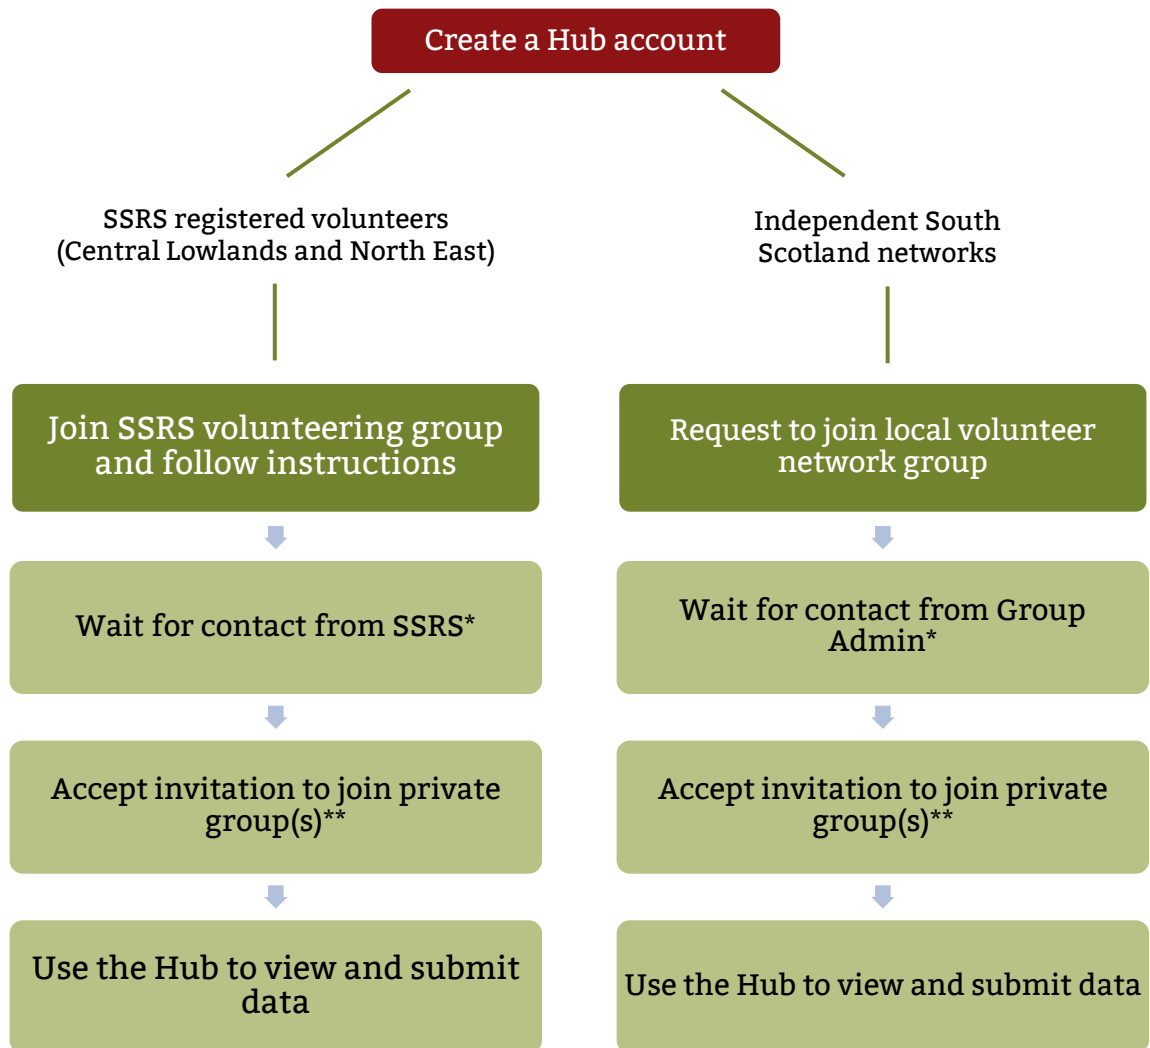 Create a Hub account
SSRS registered volunteers
(Central Lowlands and North East)
Independent South
Scotland networks
Join SSRS volunteering group
and follow instructions
Request to join local volunteer
network group
Wait for contact from SSRS*
Wait for contact from Group
Admin*
Accept invitation to join private
group(s)**
Accept invitation to join private
group(s)**
Use the Hub to view and submit
data
Use the Hub to view and submit data